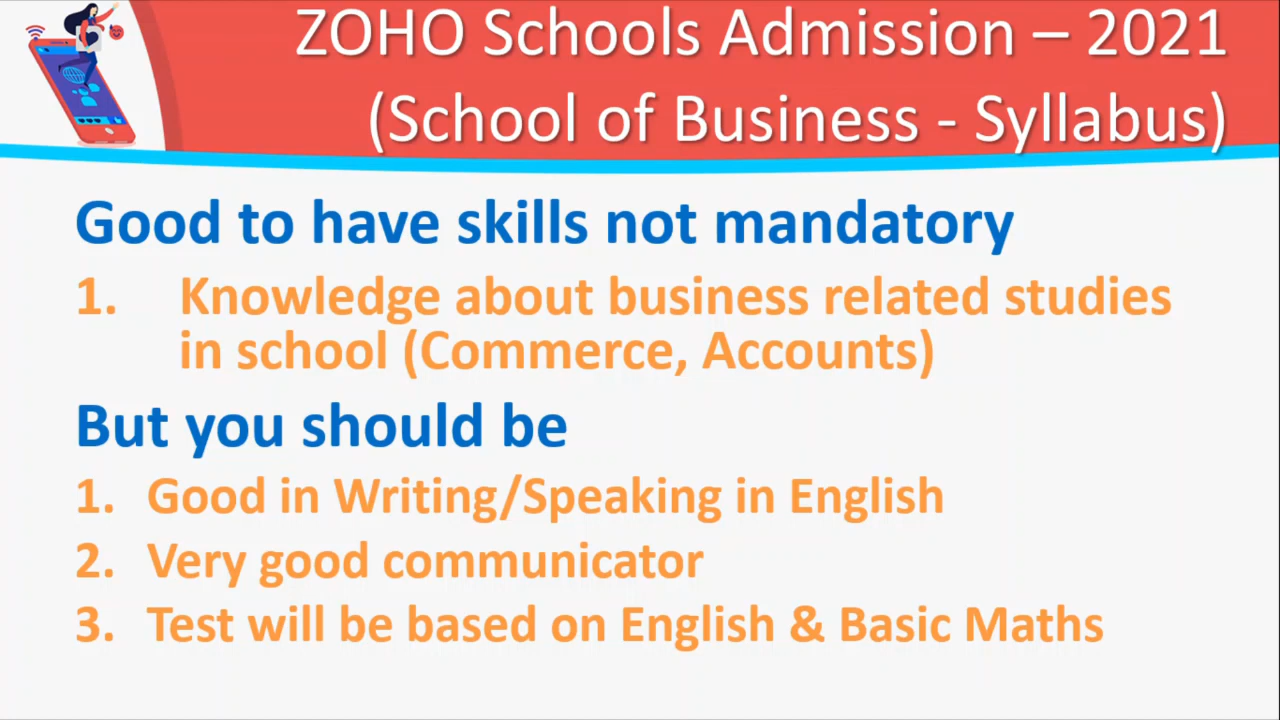 ZOHO Schools Admission – 2021
(School of Business - Syllabus)
Good to have skills not mandatory
1. Knowledge about business related studies
in school (Commerce, Accounts)
But you should be
1. Good in Writing/Speaking in English
2. Very good communicator
3. Test will be based on English & Basic Maths